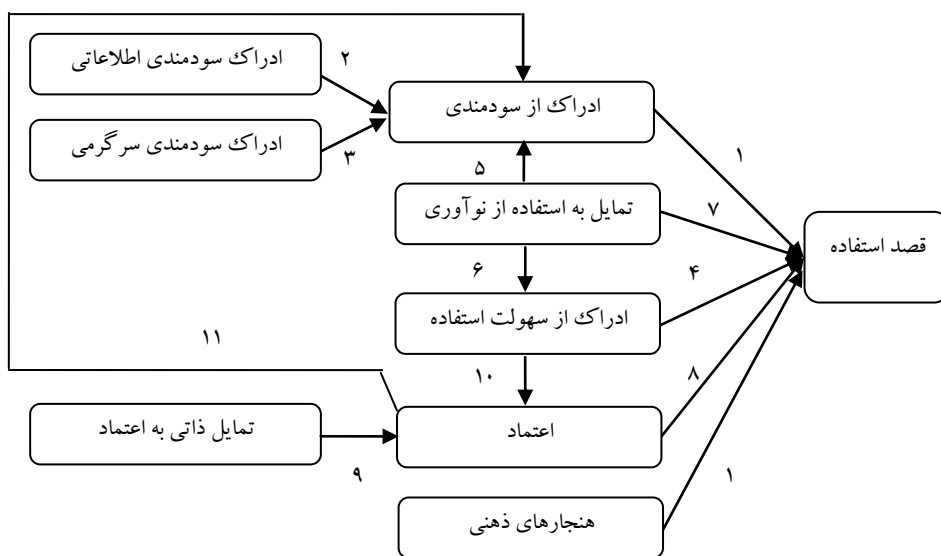 ادراک سودمندی اطلاعاتی
۲
ادراک از سودمندی
ادراک سودمندی سرگرمی
۳
۱
۵
تمایل به استفاده از نوآوری
۷
قصد استفاده
۶
۴
ادراک از سهولت استفاده
۱۱
۱۰
۸
تمایل ذاتی به اعتماد
اعتماد
۹
۱
هنجارهای ذهنی